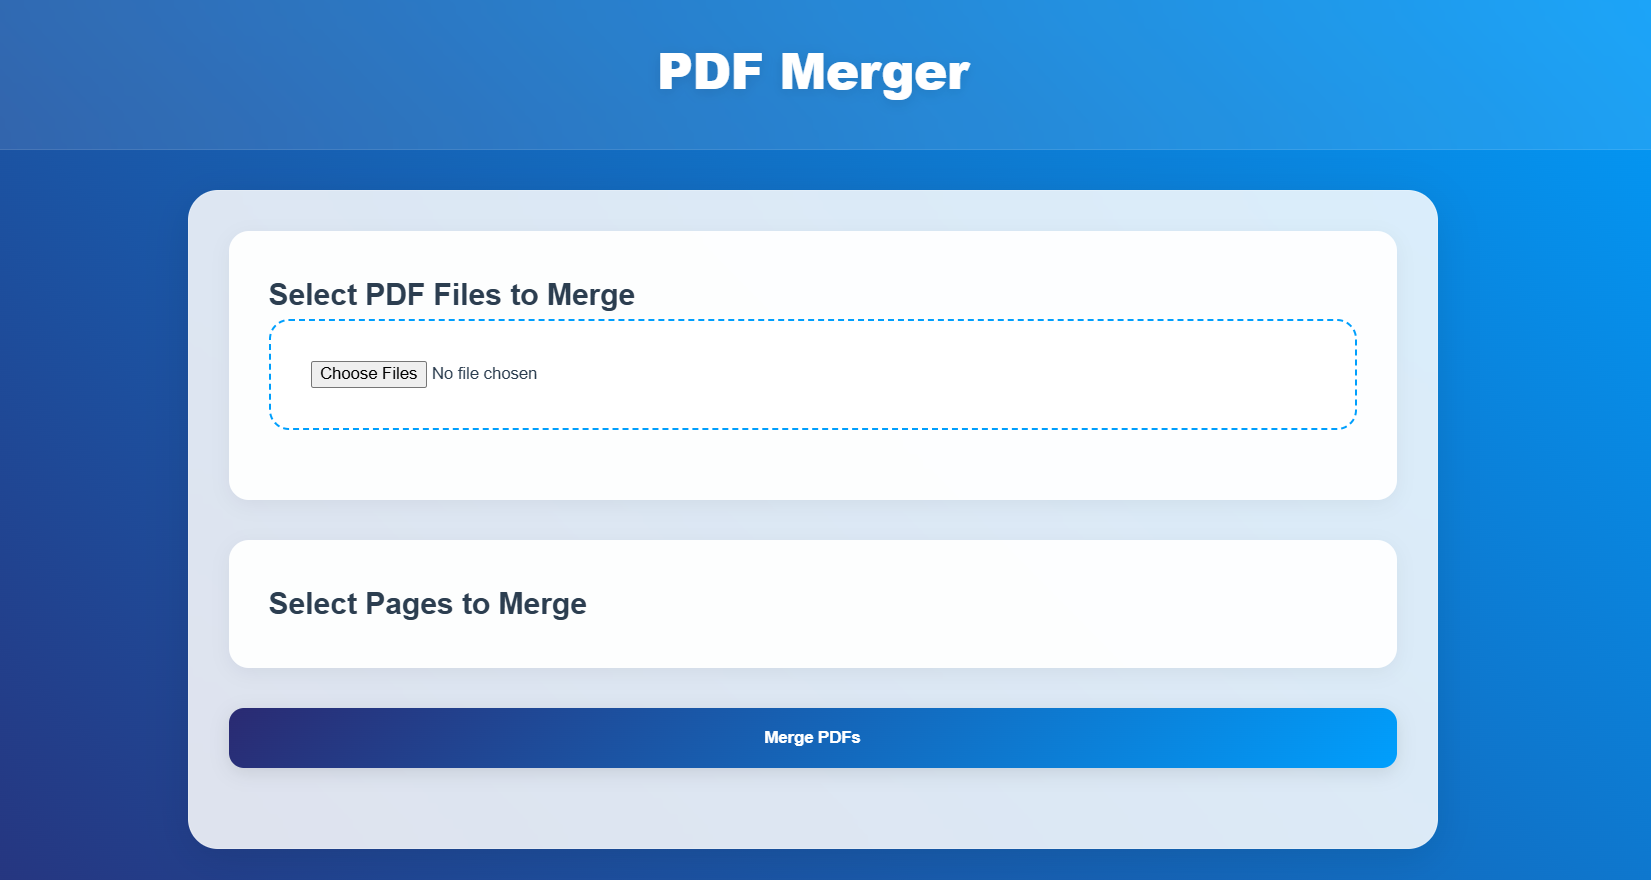 PDF Merger
Select PDF Files to Merge
Choose Files No file chosen
Select Pages to Merge
Merge PDFs